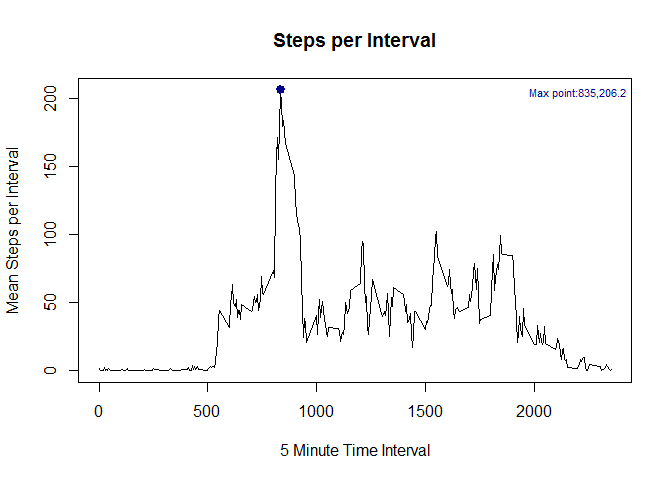 Steps per Interval
Max point:835,206.2
Mean Steps per Interval
200
150
100
50
0
0 500 1000 1500 2000
5 Minute Time Interval